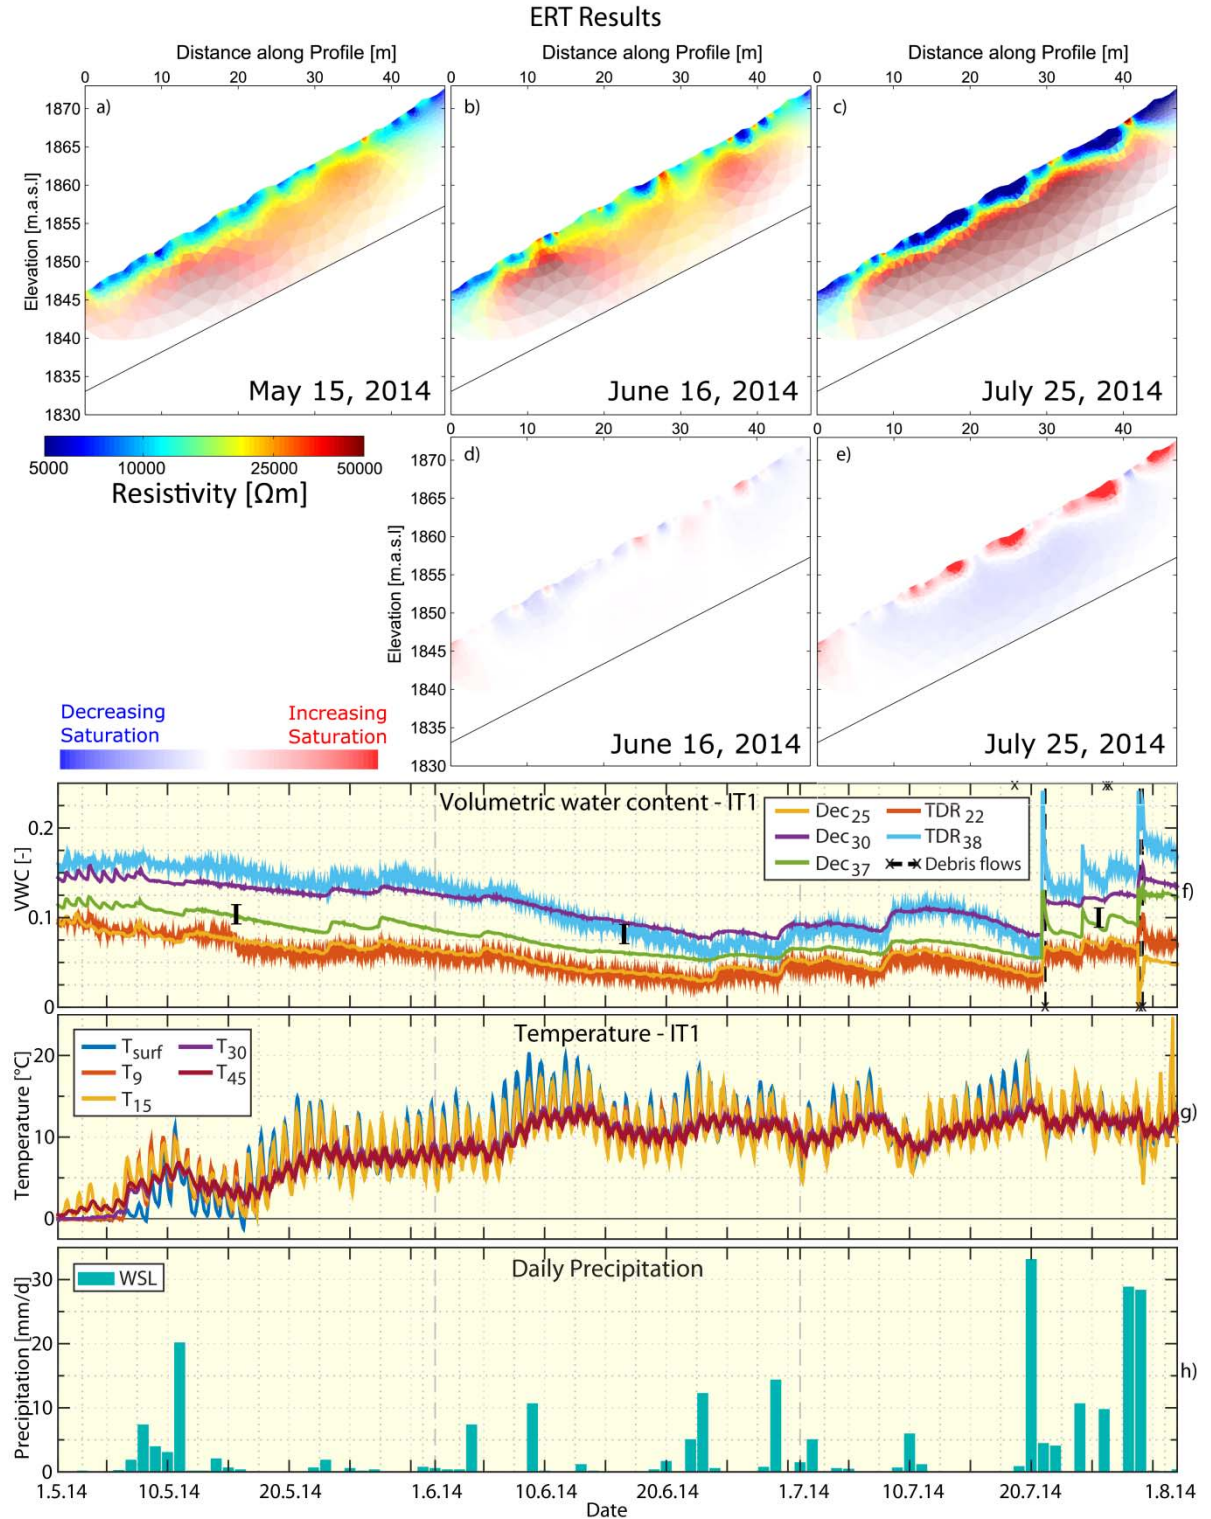 ERT Results
Distance along Profile [m] Distance along Profile [m] Distance along Profile [m]
0 10 20 30 40 0 10 20 30 40 0 10 20 30 40
a) b) c)
1870
1865
1860
1855
1850
1845
1840
1835
1830
Elevation [m.a.s.l]
May 15, 2014 June 16, 2014 July 25, 2014
5000 10000 25000 50000
Resistivity [Ωm]
0 10 20 30 40 0 10 20 30 40
d) e)
1870
1865
1860
1855
1850
1845
1840
1835
1830
Elevation [m.a.s.l]
June 16, 2014 July 25, 2014
Decreasing Saturation
Increasing Saturation
Volumetric water content - IT1
Dec25 TDR22
Dec30 TDR38
Dec37 Debris flows
VWC [-]
0.2
0.1
0
f)
Temperature - IT1
Tsurf T30
T9 T45
T15
Temperature [°C]
20
10
0
g)
Daily Precipitation
WSL
Precipitation [mm/d]
30
20
10
0
h)
1.5.14 10.5.14 20.5.14 1.6.14 10.6.14 20.6.14 1.7.14 10.7.14 20.7.14 1.8.14
Date